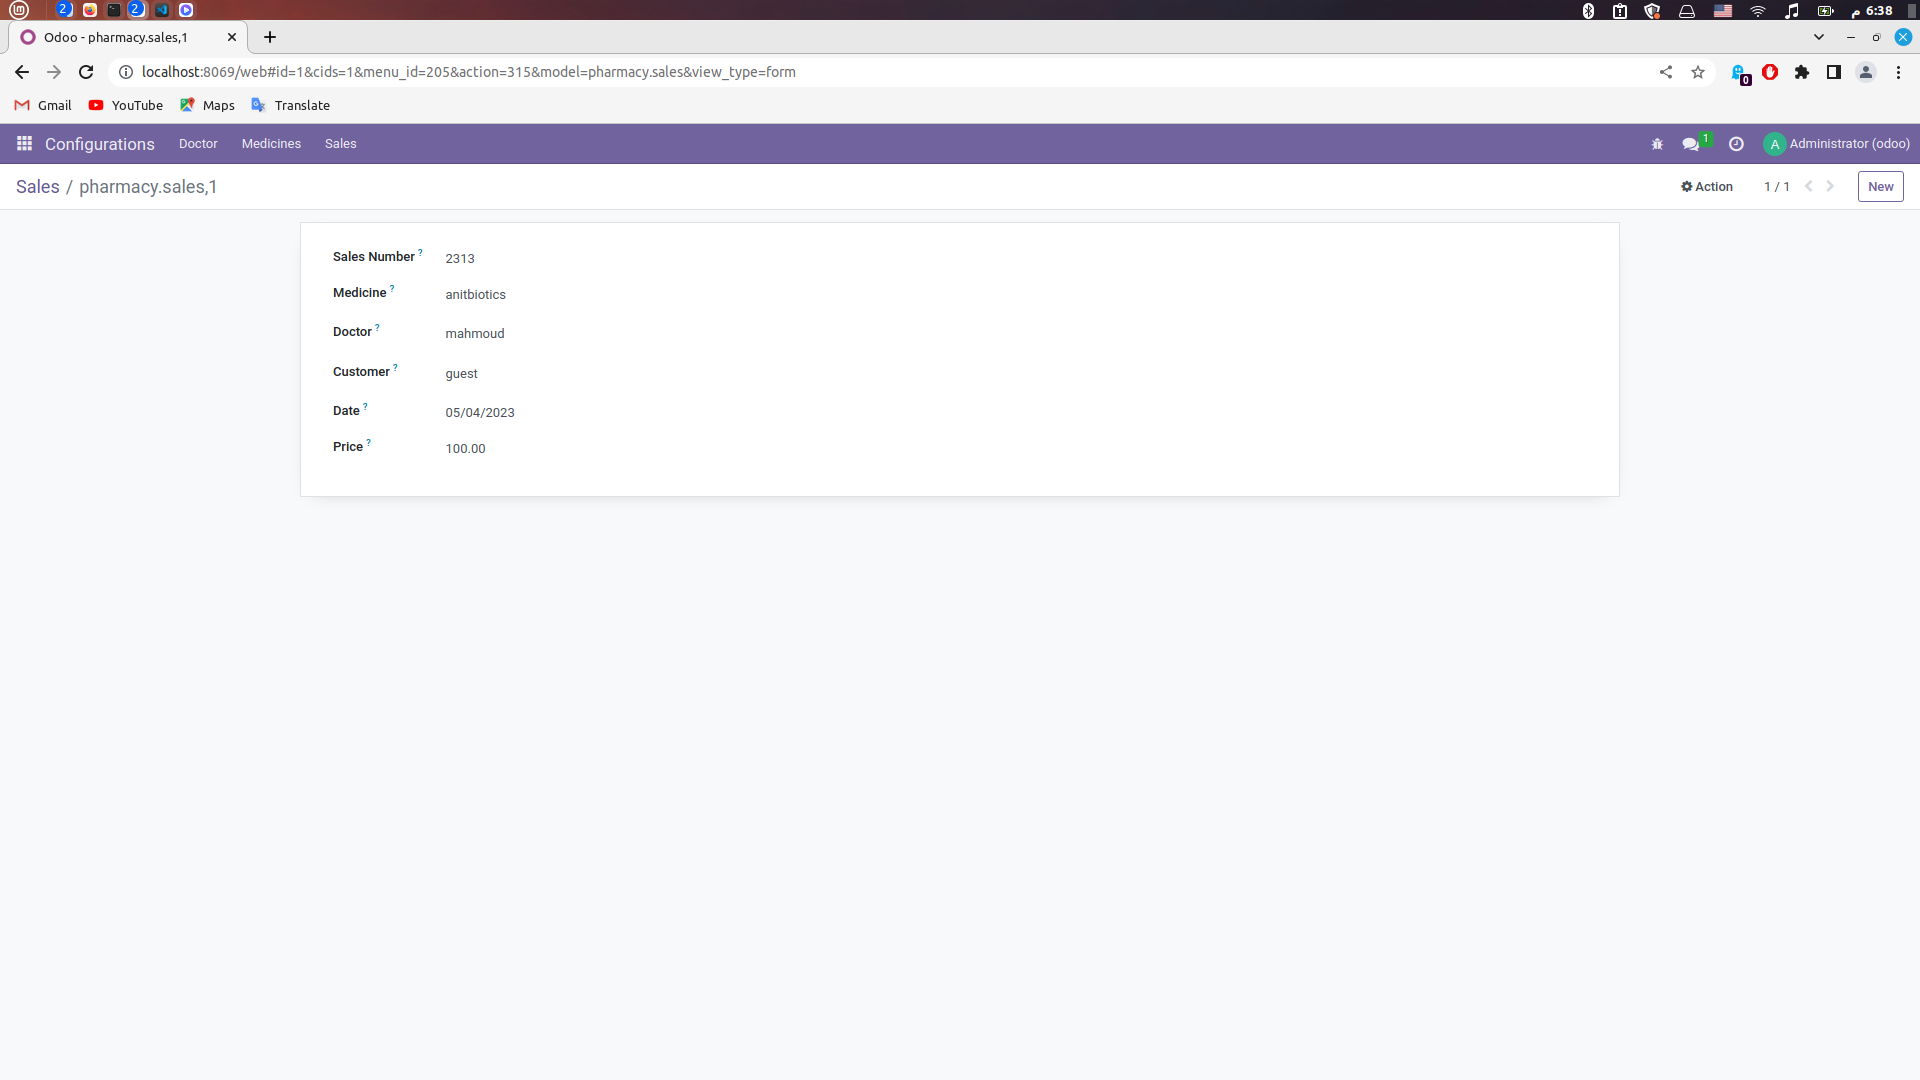 2 2 م 6:38
Odoo - pharmacy.sales,1
localhost:8069/web#id=1&cids=1&menu_id=205&action=315&model=pharmacy.sales&view_type=form 0
Gmail YouTube Maps Translate
Configurations Doctor Medicines Sales 1 A Administrator (odoo)
Sales / pharmacy.sales,1 Action 1 / 1 New
Sales Number ? 2313
Medicine ? anitbiotics
Doctor ? mahmoud
Customer ? guest
Date ? 05/04/2023
Price ? 100.00